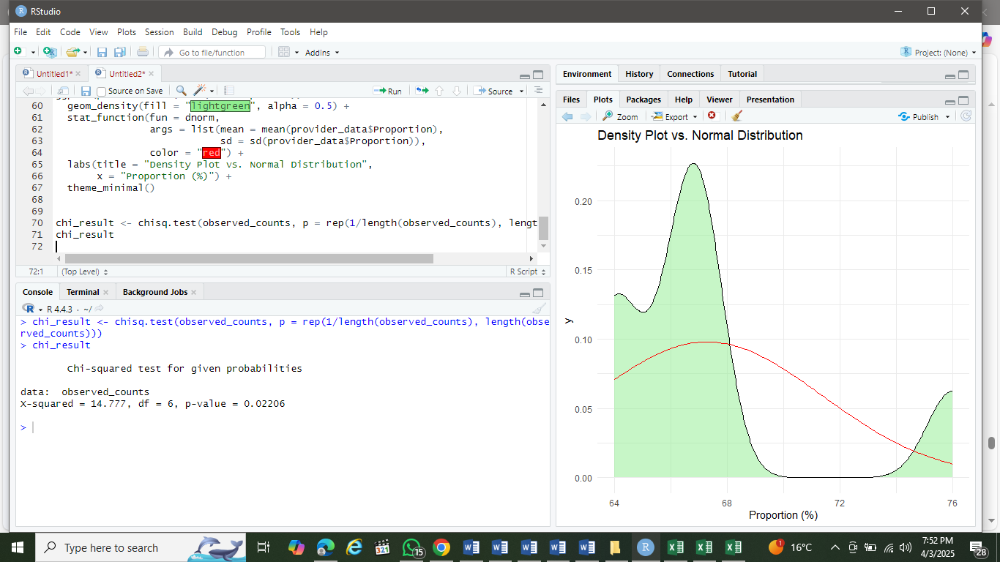 RStudio
File Edit Code View Plots Session Build Debug Profile Tools Help
Go to file/function Addins Project: (None)
Untitled1* Untitled2*
Source on Save Run Source
60 geom_density(fill = "lightgreen", alpha = 0.5) +
61 stat_function(fun = dnorm,
62 args = list(mean = mean(provider_data$Proportion),
63 sd = sd(provider_data$Proportion)),
64 color = "red") +
65 labs(title = "Density Plot vs. Normal Distribution",
66 x = "Proportion (%)") +
67 theme_minimal()
68
69
70 chi_result <- chisq.test(observed_counts, p = rep(1/length(observed_counts), lengt
71 chi_result
72
72:1 (Top Level) R Script
Console Terminal Background Jobs
R 4.4.3 · ~/
> chi_result <- chisq.test(observed_counts, p = rep(1/length(observed_counts), length(obse
rved_counts)))
> chi_result
Chi-squared test for given probabilities
data: observed_counts
X-squared = 14.777, df = 6, p-value = 0.02206
>
Environment History Connections Tutorial
Files Plots Packages Help Viewer Presentation
Zoom Export Publish
Density Plot vs. Normal Distribution
0.20
0.15
0.10
0.05
0.00
y
64 68 72 76
Proportion (%)
Type here to search
321
15
1
16°C
7:52 PM
4/3/2025
28